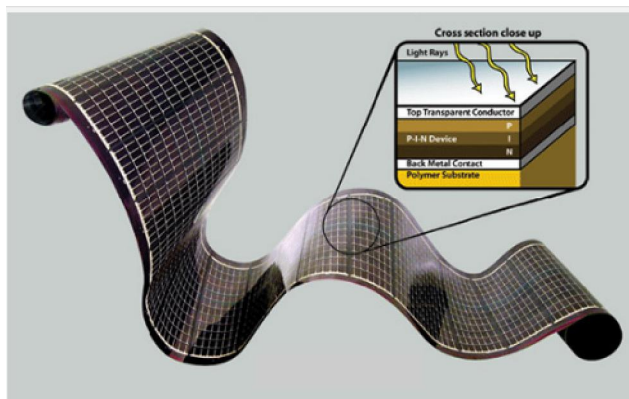 Cross section close up
Light Rays
Top Transparent Conductor
P
P-I-N Device
I
N
Back Metal Contact
Polymer Substrate